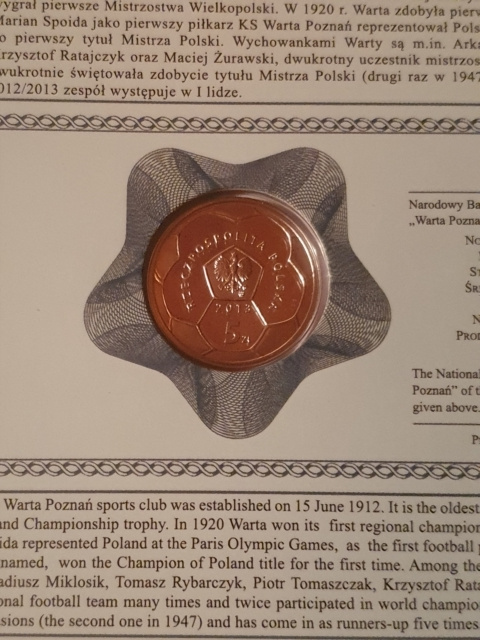 wygrał pierwsze Mistrzostwa Wielkopolski. W 1920 r. Warta zdobyła pierw
Marian Spoida jako pierwszy piłkarz KS Warta Poznań reprezentował Pols
o pierwszy tytuł Mistrza Polski. Wychowankami Warty są m.in. Arka
Krzysztof Ratajczyk oraz Maciej Żurawski, dwukrotny uczestnik mistrzos
wukrotnie świętowała zdobycie tytułu Mistrza Polski (drugi raz w 1947
012/2013 zespół występuje w I lidze.
RZECZPOSPOLITA POLSKA
2013
5 zł
Narodowy Ba
„Warta Pozna
No
St
Śre
N
Prod
The National
Poznań" of t
given above.
Warta Poznań sports club was established on 15 June 1912. It is the oldest
and Championship trophy. In 1920 Warta won its first regional champion
ida represented Poland at the Paris Olympic Games, as the first football p
named, won the Champion of Poland title for the first time. Among the
adiusz Miklosik, Tomasz Rybarczyk, Piotr Tomaszczak, Krzysztof Rata
onal football team many times and twice participated in world champio
sions (the second one in 1947) and has come in as runners-up five times